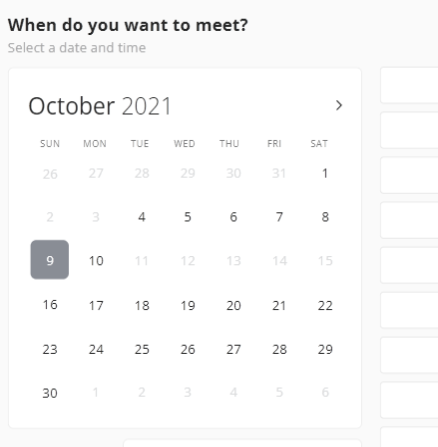 When do you want to meet?
Select a date and time
October 2021
SUN MON TUE WED THU FRI SAT
26 27 28 29 30 31 1
2 3 4 5 6 7 8
9 10 11 12 13 14 15
16 17 18 19 20 21 22
23 24 25 26 27 28 29
30 1 2 3 4 5 6